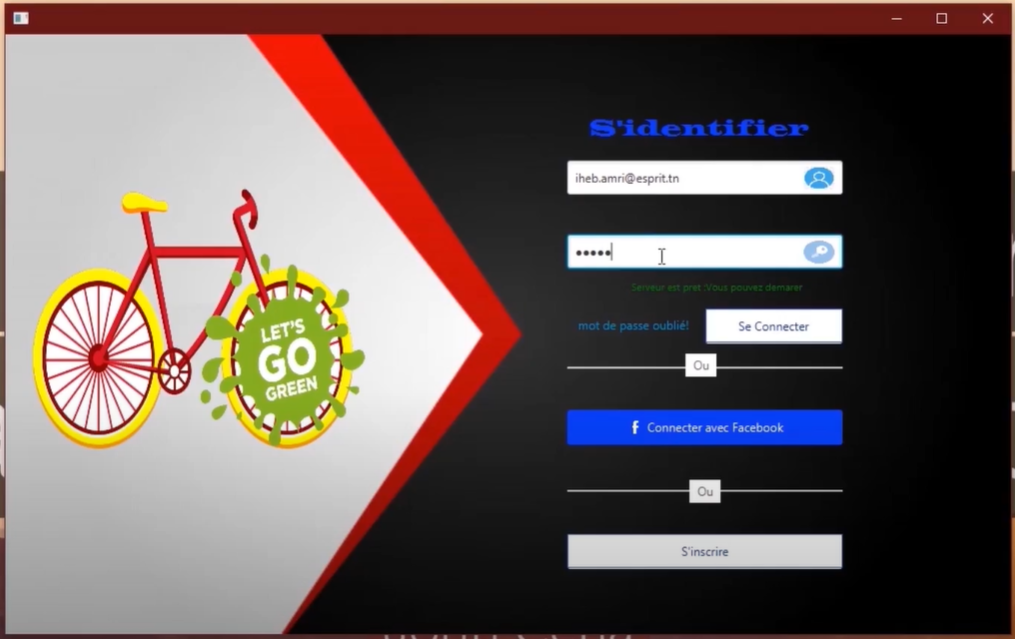 S'identifier
iheb.amri@esprit.tn
•••••
Serveur est pret :Vous pouvez demarer
mot de passe oublié!
Se Connecter
Ou
f Connecter avec Facebook
Ou
S'inscrire
LET'S
GO
GREEN